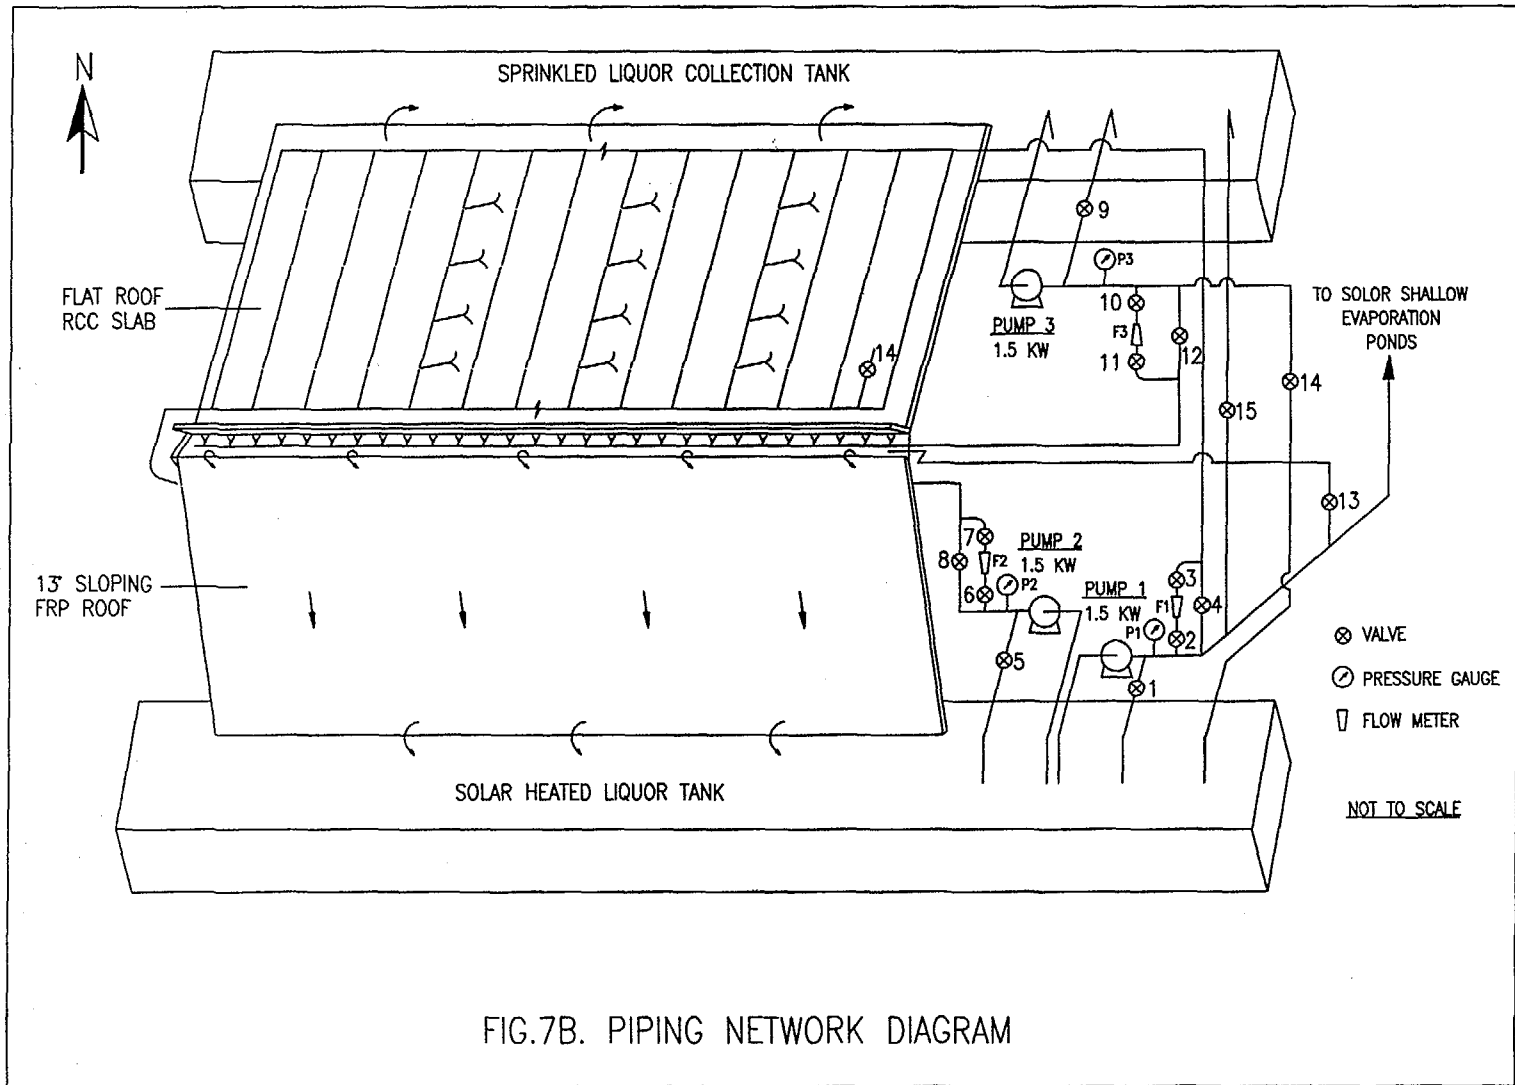 N
SPRINKLED LIQUOR COLLECTION TANK
9
P3
FLAT ROOF
RCC SLAB
10
F3
11
12
PUMP 3
1.5 KW
TO SOLOR SHALLOW
EVAPORATION
PONDS
14
14
15
13
7
8
F2
6
P2
PUMP 2
1.5 KW
5
13° SLOPING
FRP ROOF
PUMP 1
1.5 KW
P1
3
F1
4
2
1
VALVE
PRESSURE GAUGE
FLOW METER
SOLAR HEATED LIQUOR TANK
NOT TO SCALE
FIG.7B. PIPING NETWORK DIAGRAM